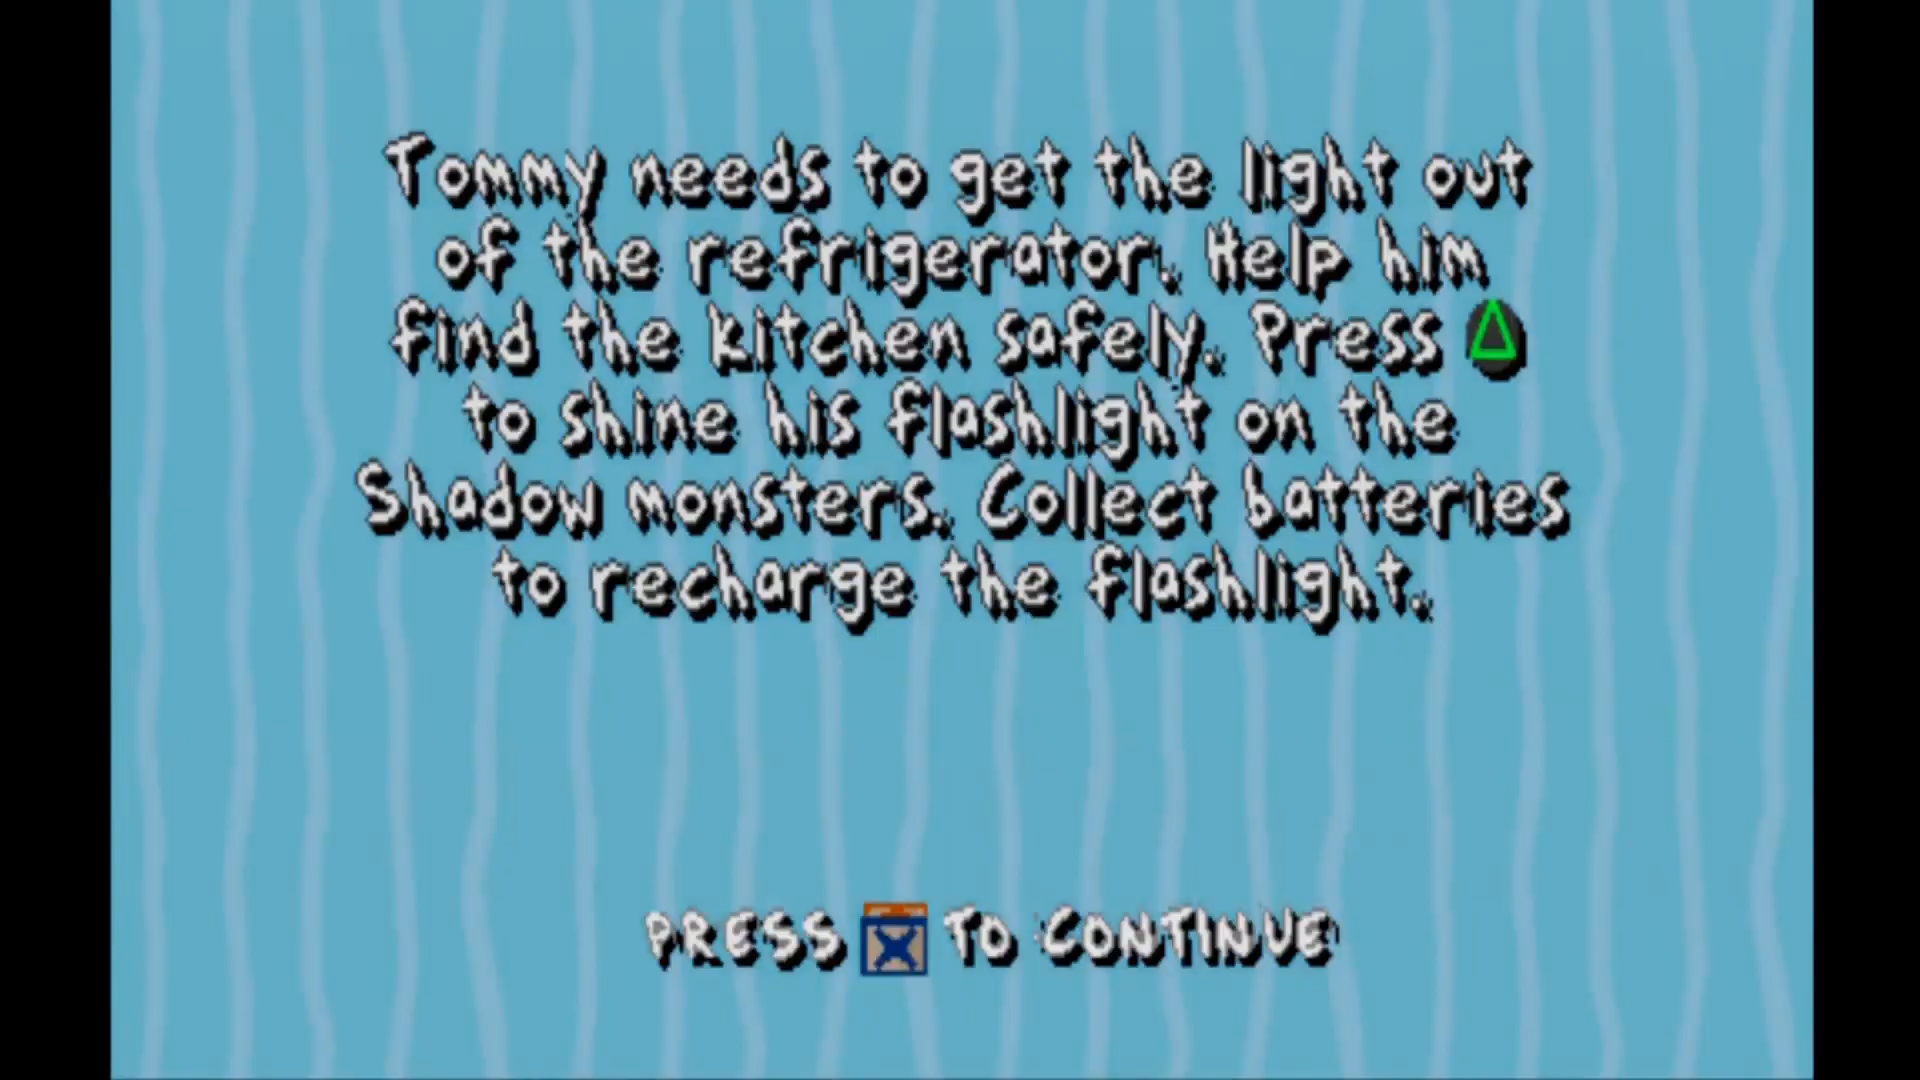 Tommy needs to get the light out
of the refrigerator. Help him
find the kitchen safely. Press △
to shine his flashlight on the
Shadow monsters. Collect batteries
to recharge the flashlight.
PRESS X TO CONTINUE